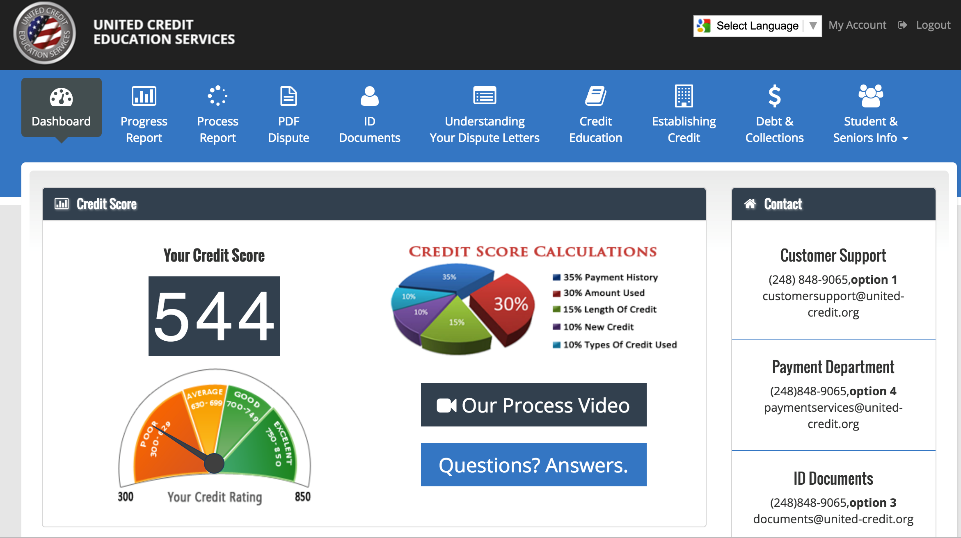 UNITED CREDIT
EDUCATION SERVICES
UNITED CREDIT
EDUCATION SERVICES
Select Language ▼
My Account
Logout
Dashboard
Progress
Report
Process
Report
PDF
Dispute
ID
Documents
Understanding
Your Dispute Letters
Credit
Education
Establishing
Credit
Debt &
Collections
Student &
Seniors Info
Credit Score
Your Credit Score
544
POOR
300-629
AVERAGE
630-699
GOOD
700-749
EXCELENT
750-850
300
Your Credit Rating
850
CREDIT SCORE CALCULATIONS
35%
30%
15%
10%
10%
35% Payment History
30% Amount Used
15% Length Of Credit
10% New Credit
10% Types Of Credit Used
Our Process Video
Questions? Answers.
Contact
Customer Support
(248) 848-9065,option 1
customersupport@united-
credit.org
Payment Department
(248)848-9065,option 4
paymentservices@united-
credit.org
ID Documents
(248)848-9065,option 3
documents@united-credit.org